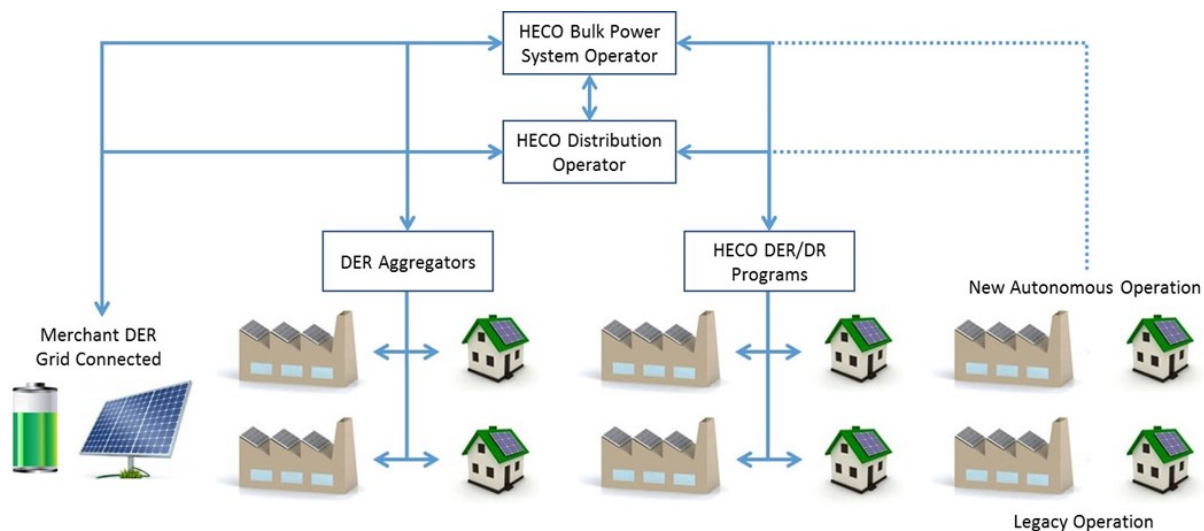 HECO Bulk Power
System Operator
HECO Distribution
Operator
DER Aggregators
HECO DER/DR
Programs
New Autonomous Operation
Merchant DER
Grid Connected
Legacy Operation